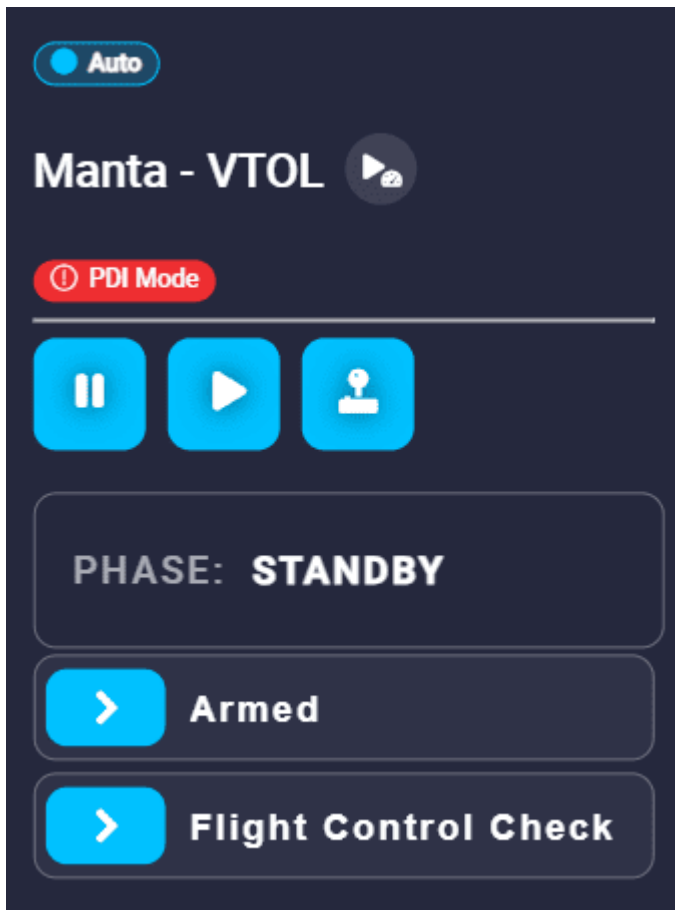 Auto
Manta - VTOL
PDI Mode
PHASE: STANDBY
Armed
Flight Control Check